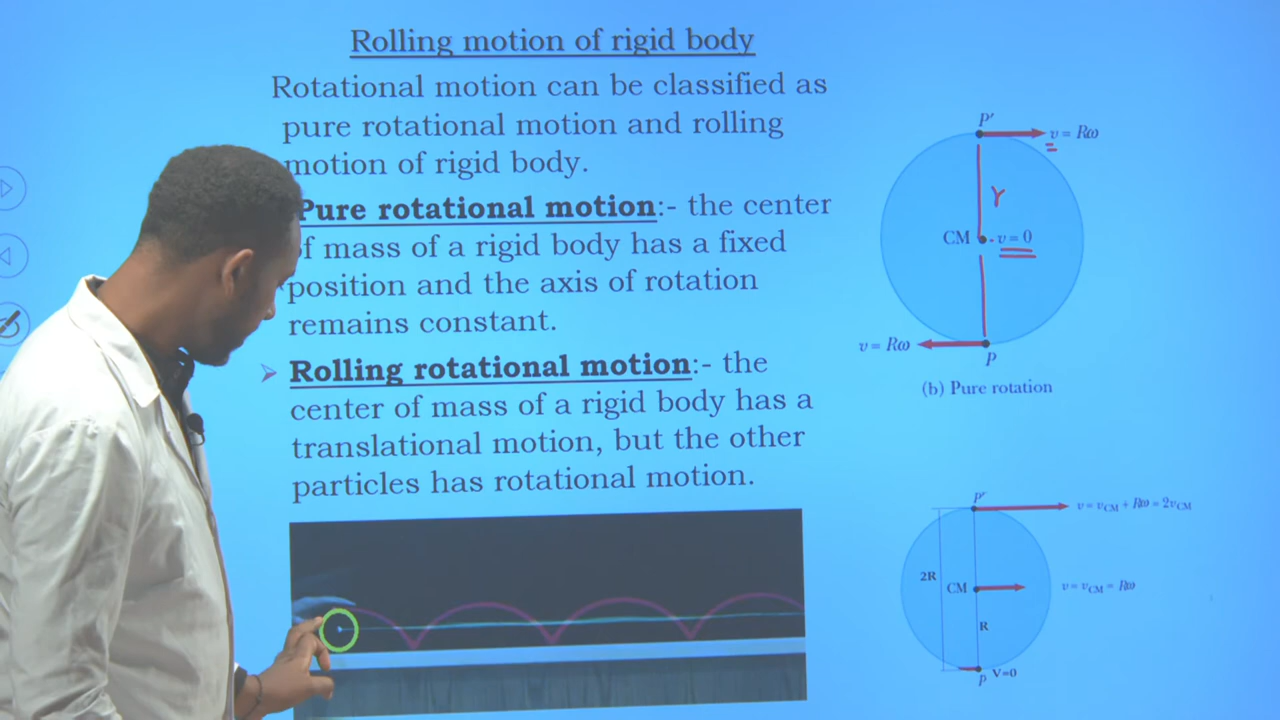 Rolling motion of rigid body
Rotational motion can be classified as
pure rotational motion and rolling
motion of rigid body.
Pure rotational motion:- the center
of mass of a rigid body has a fixed
position and the axis of rotation
remains constant.
➤ Rolling rotational motion:- the
center of mass of a rigid body has a
translational motion, but the other
particles has rotational motion.
P'
v = Rω
r
CM
v = 0
v = Rω
P
(b) Pure rotation
P'
v = vCM + Rω = 2vCM
2R
CM
v = vCM = Rω
R
P
V=0